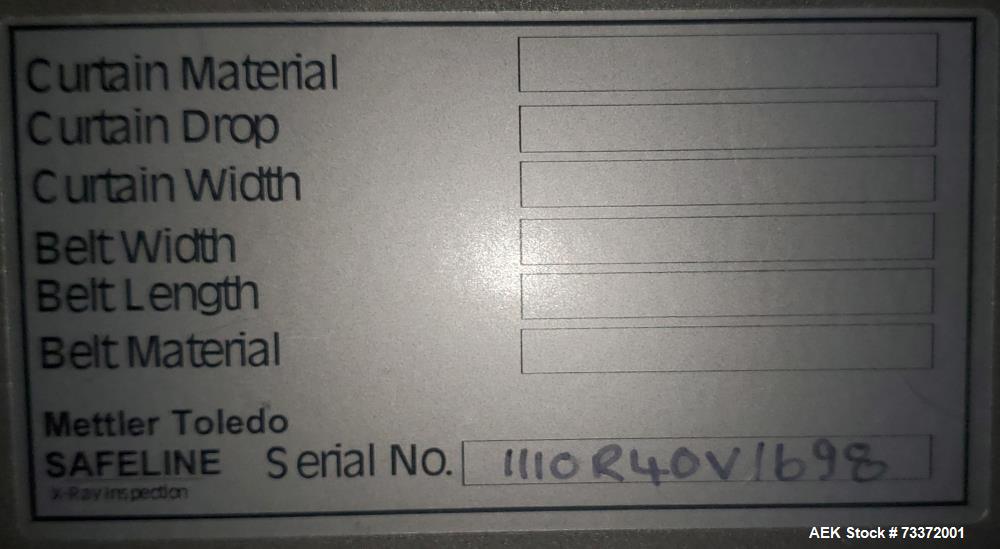 Curtain Material
Curtain Drop
Curtain Width
Belt Width
Belt Length
Belt Material
Mettler Toledo
SAFELINE Serial No. 1110R40V1698
X-Ray inspection
AEK Stock # 73372001